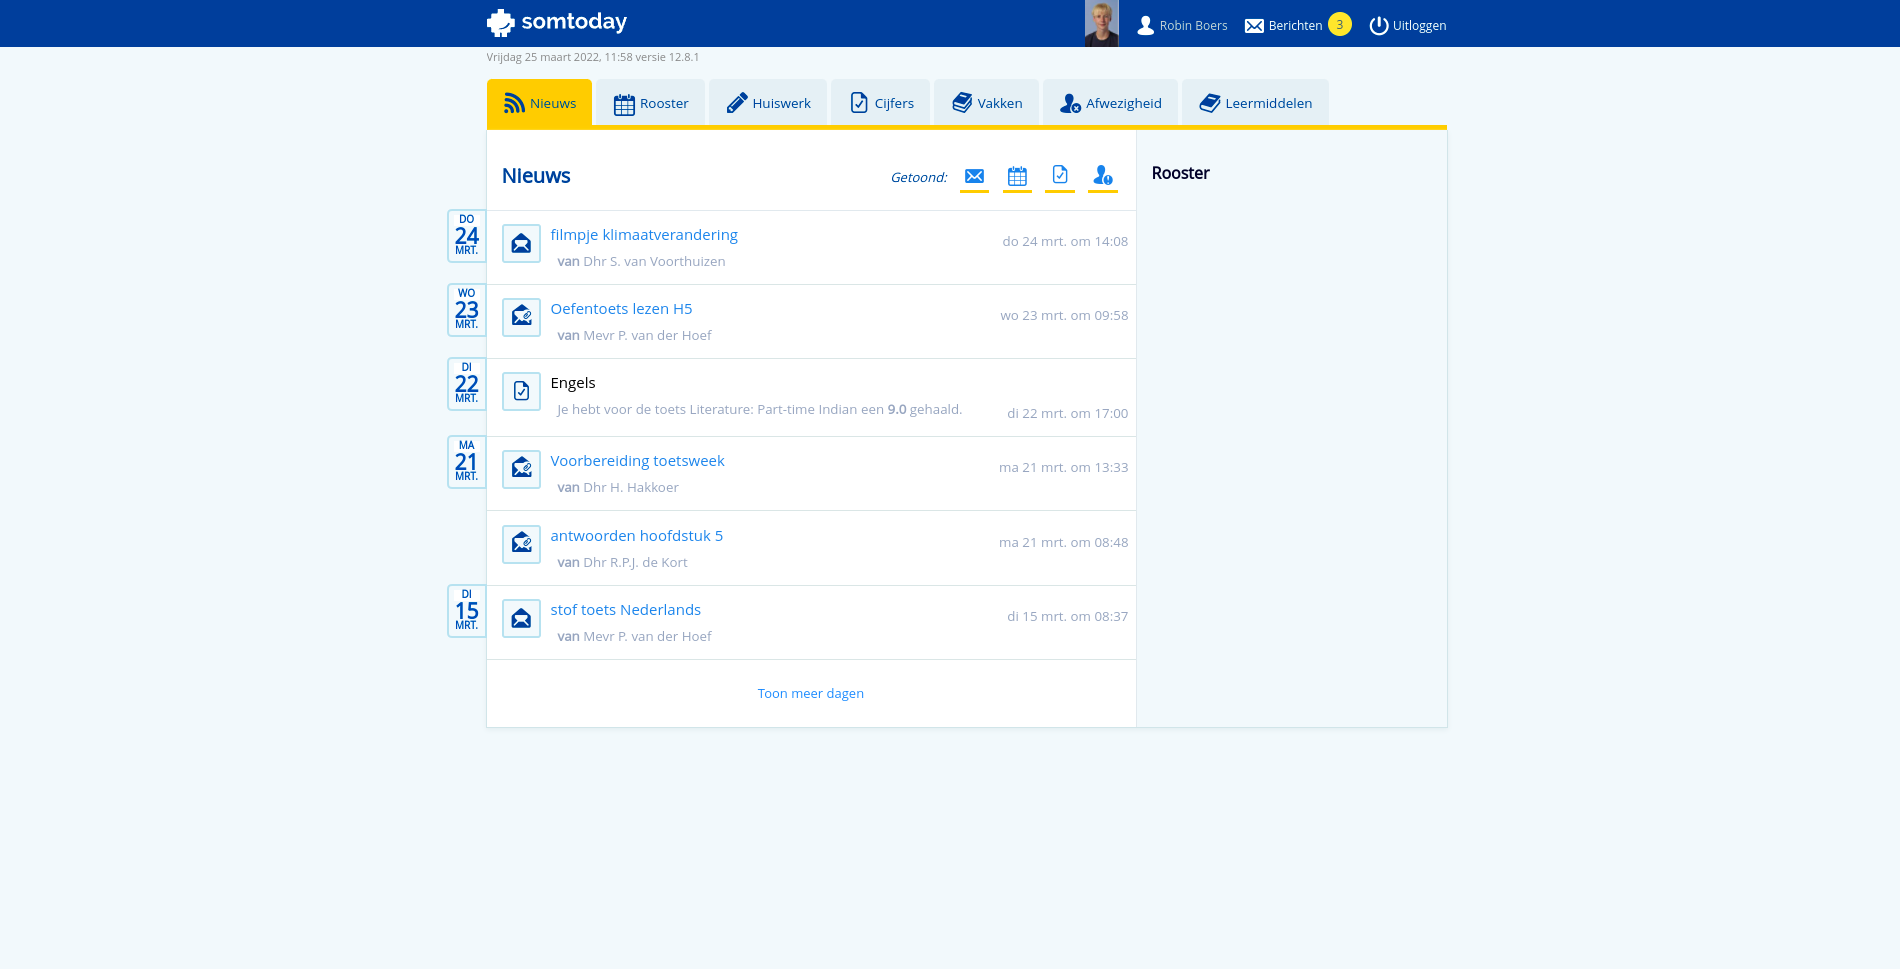 somtoday
Robin Boers
Berichten 3
Uitloggen
Vrijdag 25 maart 2022, 11:58 versie 12.8.1
Nieuws
Rooster
Huiswerk
Cijfers
Vakken
Afwezigheid
Leermiddelen
Nieuws
Getoond:
Rooster
DO
24
MRT.
filmpje klimaatverandering
do 24 mrt. om 14:08
van Dhr S. van Voorthuizen
WO
23
MRT.
Oefentoets lezen H5
wo 23 mrt. om 09:58
van Mevr P. van der Hoef
DI
22
MRT.
Engels
Je hebt voor de toets Literature: Part-time Indian een 9.0 gehaald.
di 22 mrt. om 17:00
MA
21
MRT.
Voorbereiding toetsweek
ma 21 mrt. om 13:33
van Dhr H. Hakkoer
antwoorden hoofdstuk 5
ma 21 mrt. om 08:48
van Dhr R.P.J. de Kort
DI
15
MRT.
stof toets Nederlands
di 15 mrt. om 08:37
van Mevr P. van der Hoef
Toon meer dagen